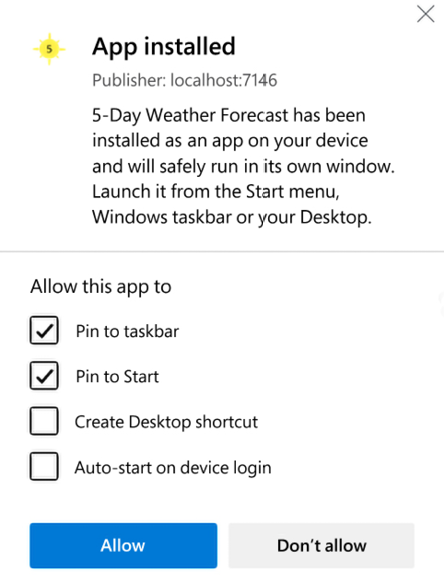 5
App installed
Publisher: localhost:7146
5-Day Weather Forecast has been
installed as an app on your device
and will safely run in its own window.
Launch it from the Start menu,
Windows taskbar or your Desktop.
Allow this app to
Pin to taskbar
Pin to Start
Create Desktop shortcut
Auto-start on device login
Allow
Don't allow